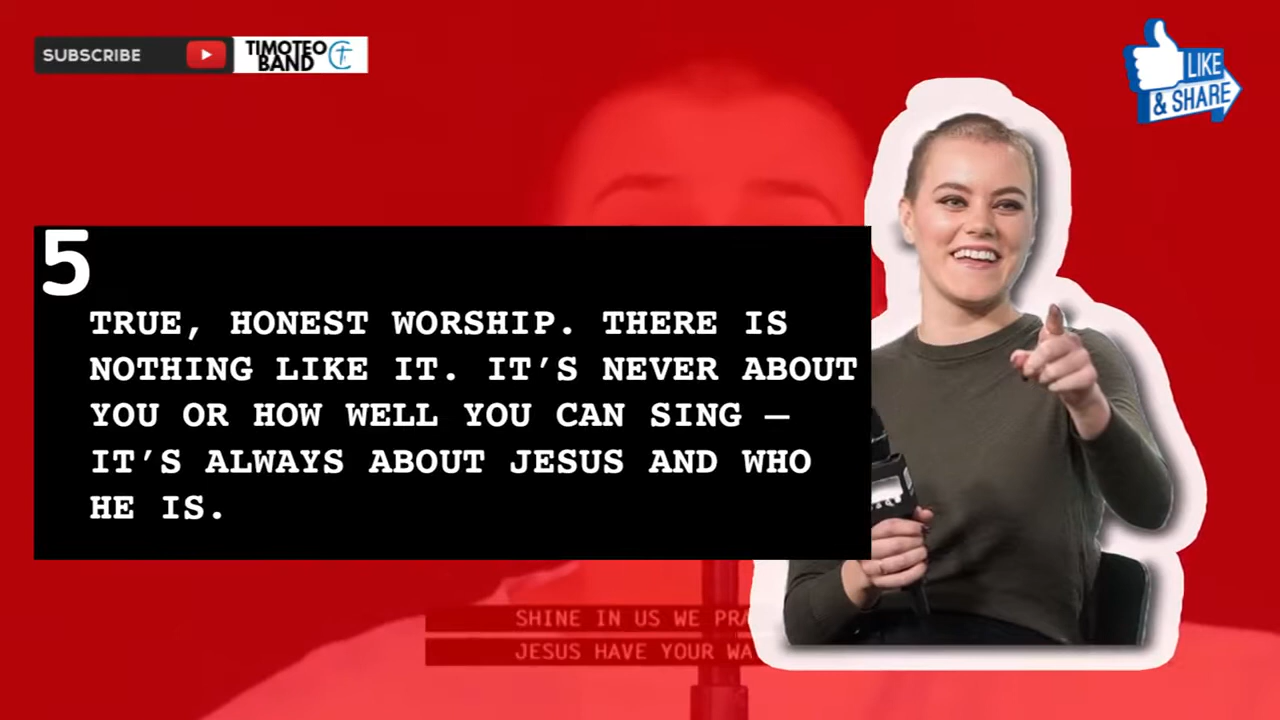 SUBSCRIBE
TIMOTEO
BAND
LIKE
& SHARE
5
TRUE, HONEST WORSHIP. THERE IS
NOTHING LIKE IT. IT’S NEVER ABOUT
YOU OR HOW WELL YOU CAN SING –
IT’S ALWAYS ABOUT JESUS AND WHO
HE IS.
SHINE IN US WE
JESUS HAVE YOUR